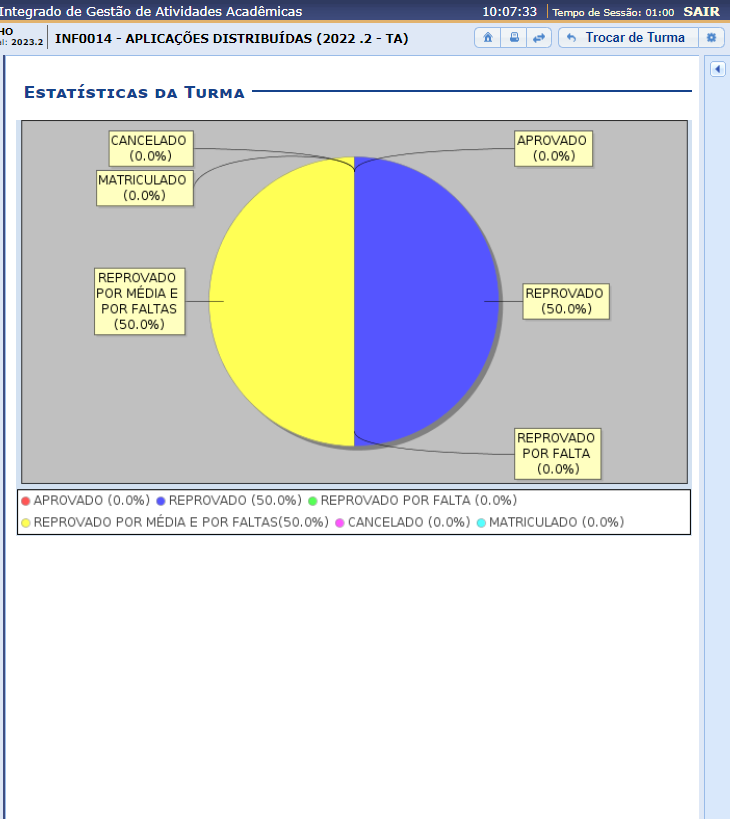 Integrado de Gestão de Atividades Acadêmicas 10:07:33 Tempo de Sessão: 01:00 SAIR
HO
el: 2023.2
INF0014 - APLICAÇÕES DISTRIBUÍDAS (2022 .2 - TA) Trocar de Turma
Estatísticas da Turma
CANCELADO
(0.0%)
APROVADO
(0.0%)
MATRICULADO
(0.0%)
REPROVADO
POR MÉDIA E
POR FALTAS
(50.0%)
REPROVADO
(50.0%)
REPROVADO
POR FALTA
(0.0%)
APROVADO (0.0%) REPROVADO (50.0%) REPROVADO POR FALTA (0.0%)
REPROVADO POR MÉDIA E POR FALTAS(50.0%) CANCELADO (0.0%) MATRICULADO (0.0%)